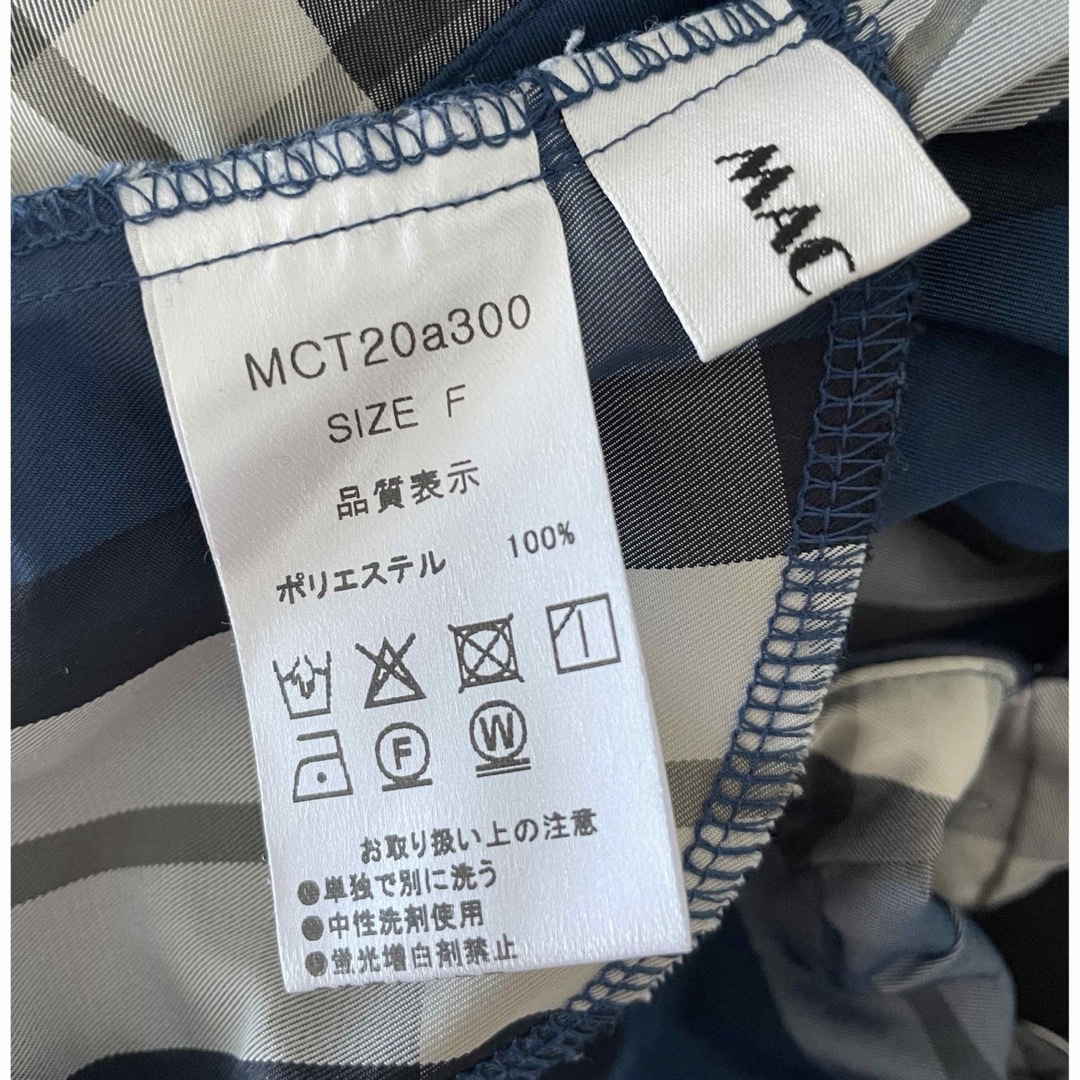 MAC
MCT20a300
SIZE F
品質表示
ポリエステル 100%
F
W
お取り扱い上の注意
●単独で別に洗う
●中性洗剤使用
●蛍光増白剤禁止